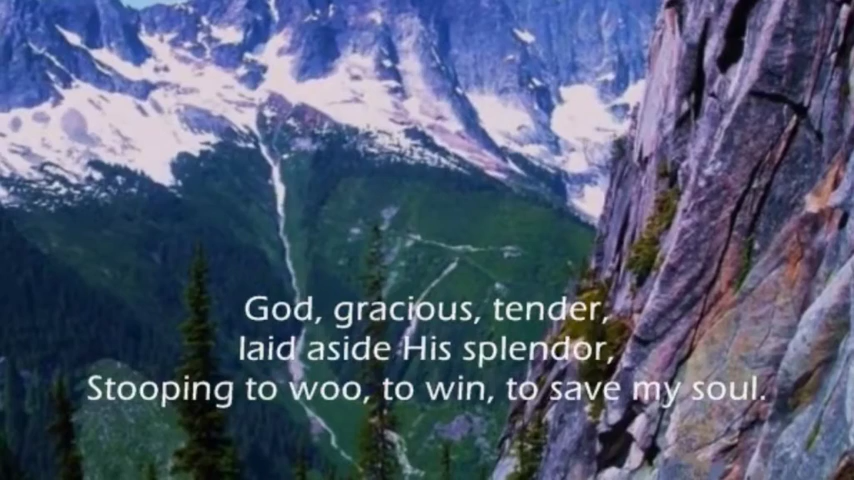 God, gracious, tender,
laid aside His splendor,
Stooping to woo, to win, to save my soul.